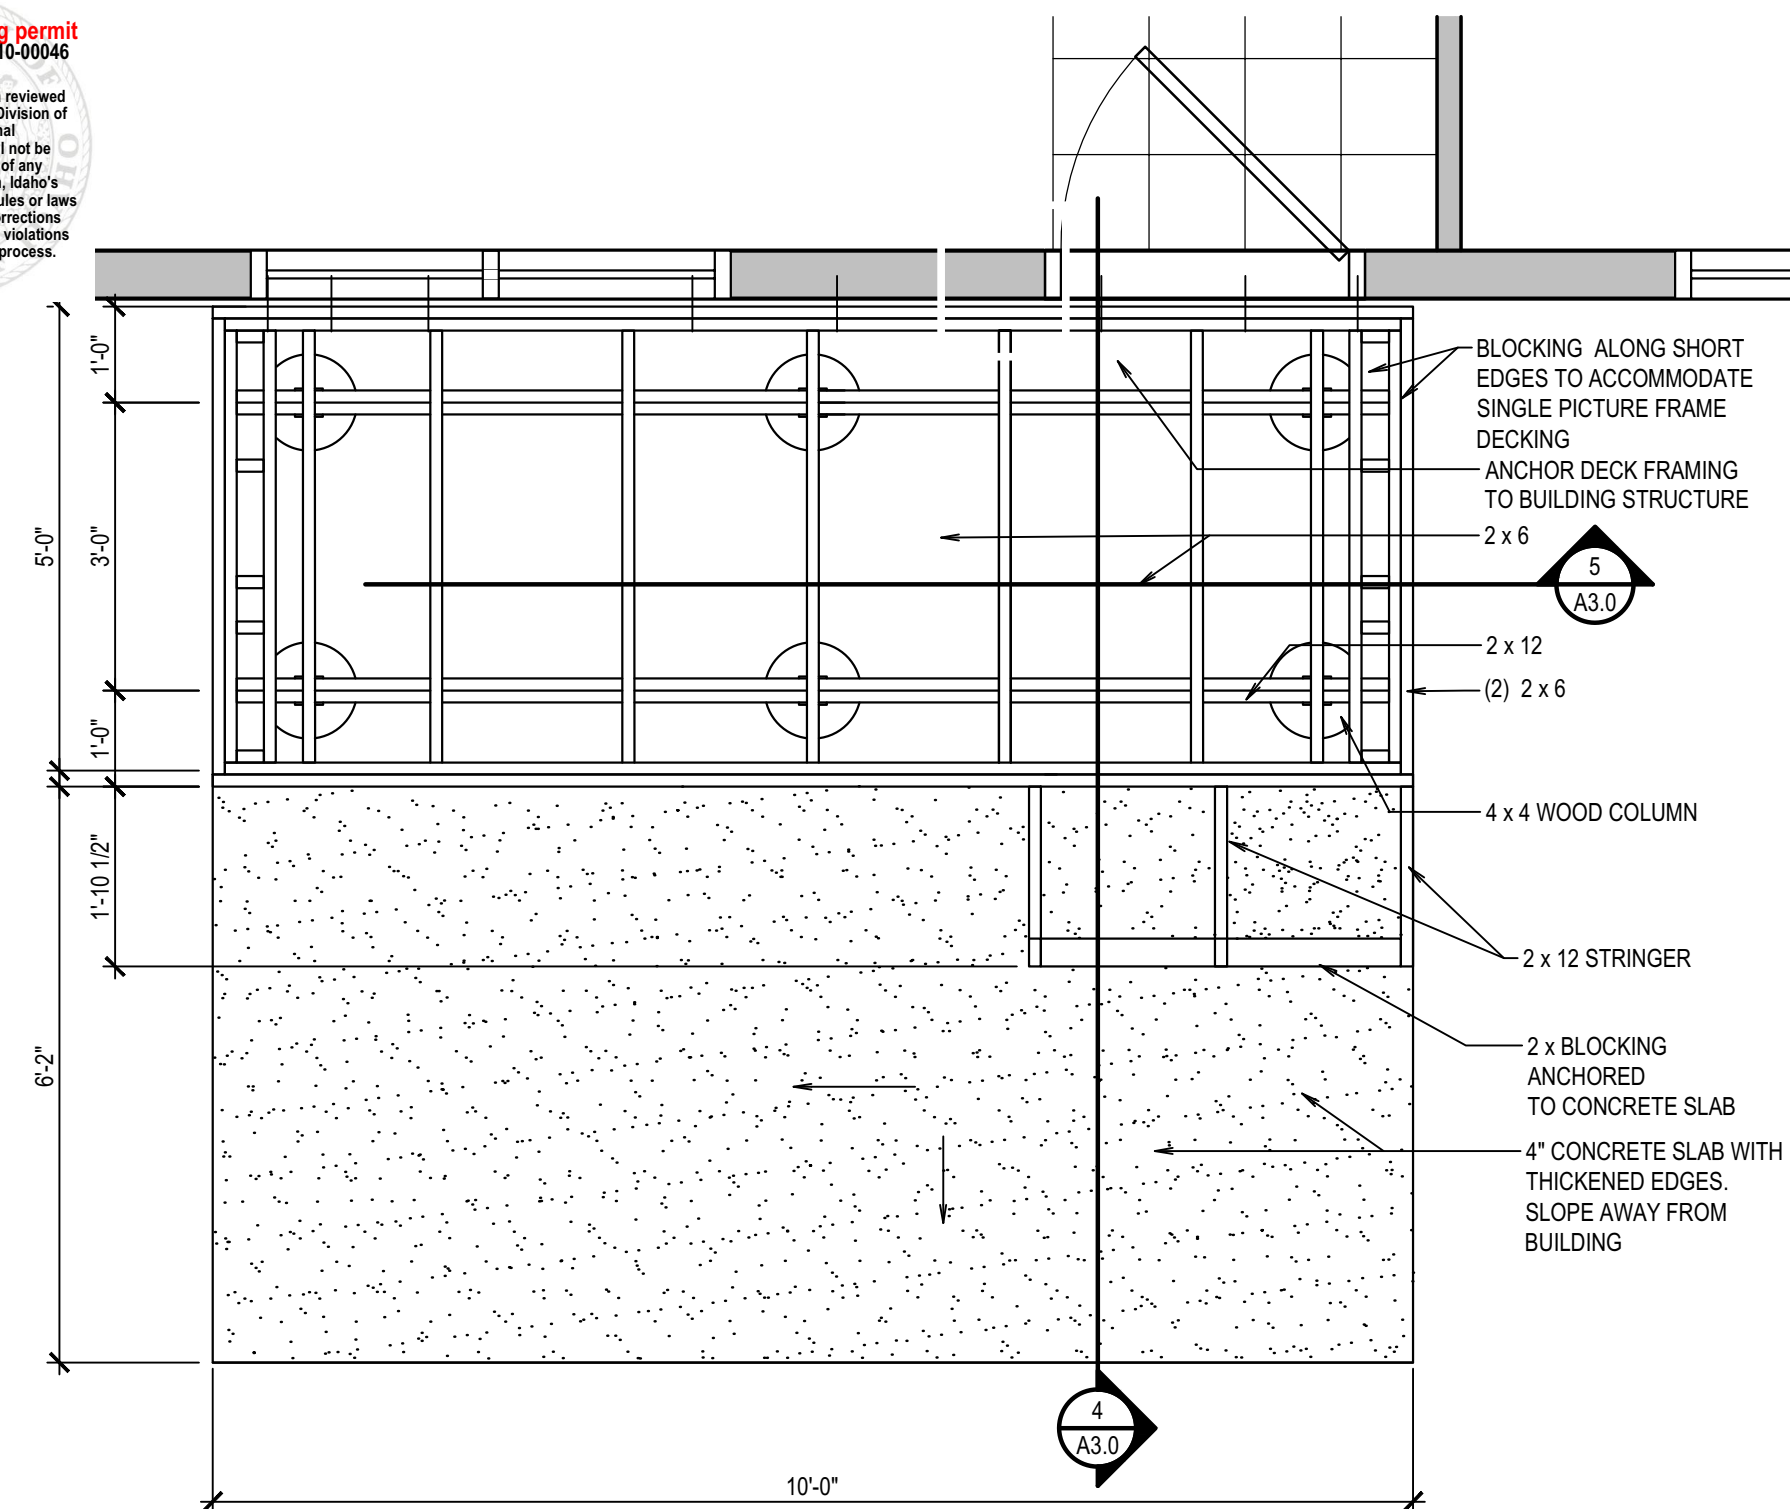 g permit
10-00046
reviewed
Division of
nal
l not be
of any
, Idaho's
ules or laws
rrections
violations
process.
BLOCKING ALONG SHORT
EDGES TO ACCOMMODATE
SINGLE PICTURE FRAME
DECKING
ANCHOR DECK FRAMING
TO BUILDING STRUCTURE
2 x 6
5
A3.0
2 x 12
(2) 2 x 6
4 x 4 WOOD COLUMN
2 x 12 STRINGER
2 x BLOCKING
ANCHORED
TO CONCRETE SLAB
4" CONCRETE SLAB WITH
THICKENED EDGES.
SLOPE AWAY FROM
BUILDING
1'-0"
5'-0"
3'-0"
1'-0"
1'-10 1/2"
6'-2"
4
A3.0
10'-0"